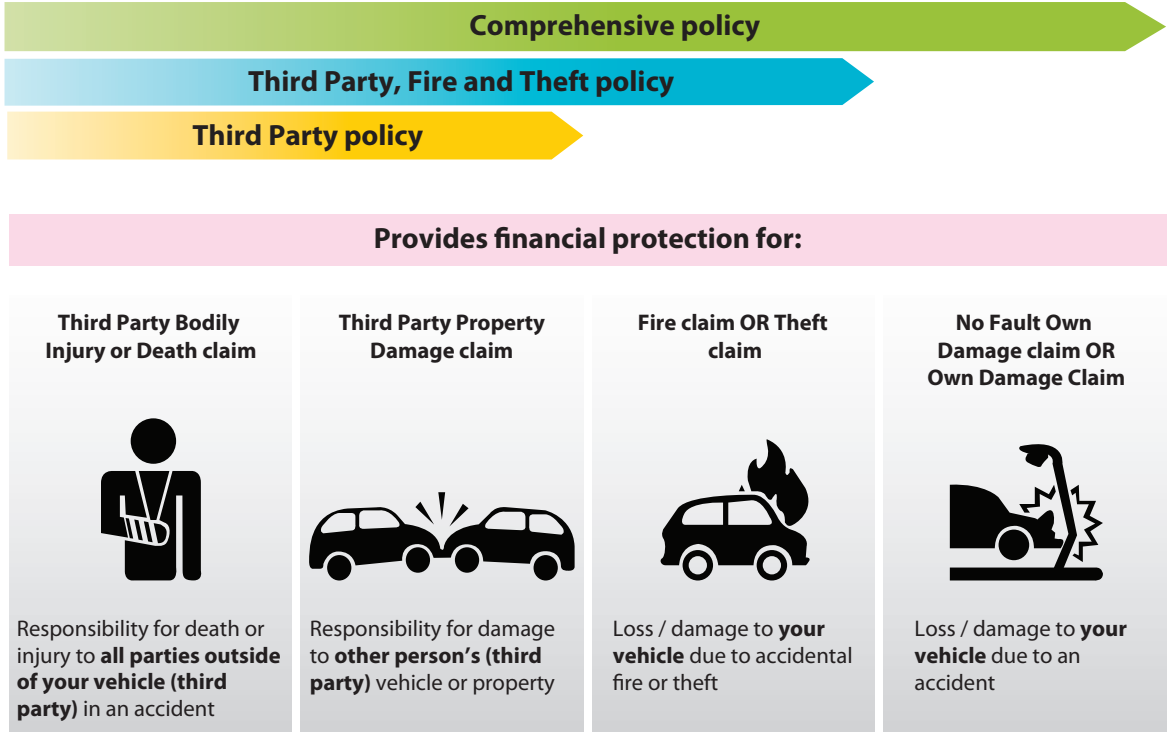 Comprehensive policy
Third Party, Fire and Theft policy
Third Party policy
Provides financial protection for:
Third Party Bodily
Injury or Death claim
Third Party Property
Damage claim
Fire claim OR Theft
claim
No Fault Own
Damage claim OR
Own Damage Claim
Responsibility for death or
injury to all parties outside
of your vehicle (third
party) in an accident
Responsibility for damage
to other person's (third
party) vehicle or property
Loss / damage to your
vehicle due to accidental
fire or theft
Loss / damage to your
vehicle due to an
accident